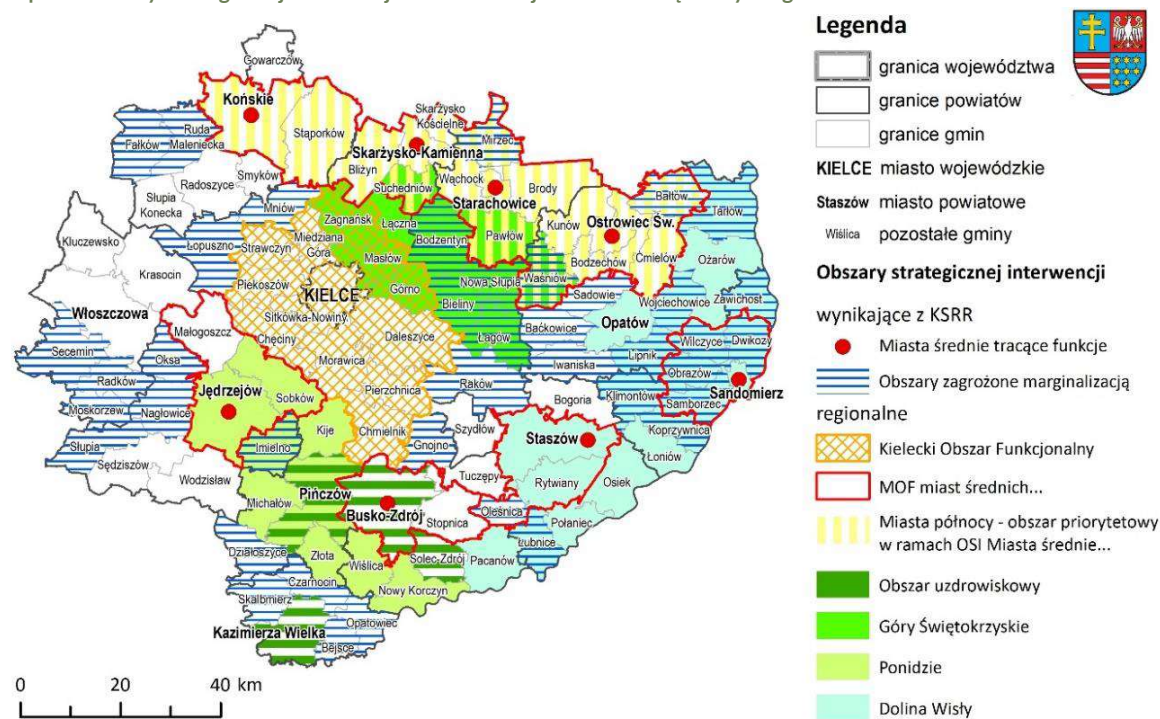 Gowarczów
Końskie
Stąporków
Skarżysko
Kościelne
Mirzec
Ruda
Maleniecka
Fałków
Skarżysko-Kamienna
Bliżyn
Wąchock
Brody
Bałtów
Smyków
Radoszyce
Suchedniów
Starachowice
Tarłów
Słupia
Konecka
Mniów
Zagnańsk
Łączna
Kunów
Ostrowiec Św.
Kluczewsko
Łopuszno
Strawczyn
Miedziana
Góra
Bodzentyn
Pawłów
Bodzechów
Ćmielów
Ożarów
Masłów
Krasocin
Piekoszów
Nowa Słupia
Waśniów
KIELCE
Górno
Bieliny
Sadowie
Wojciechowice
Zawichost
Włoszczowa
Małogoszcz
Sitkówka-Nowiny
Chęciny
Daleszyce
Łagów
Baćkowice
Opatów
Wilczyce
Dwikozy
Secemin
Oksa
Morawica
Iwaniska
Lipnik
Obrazów
Radków
Jędrzejów
Sobków
Pierzchnica
Raków
Sandomierz
Moskorzew
Nagłowice
Bogoria
Klimontów
Samborzec
Chmielnik
Szydłów
Staszów
Koprzywnica
Słupia
Imielno
Kije
Gnojno
Łoniów
Sędziszów
Wodzisław
Tuczępy
Rytwiany
Osiek
Pińczów
Michałów
Busko-Zdrój
Stopnica
Oleśnica
Połaniec
Łubnice
Działoszyce
Złota
Wiślica
Solec-Zdrój
Pacanów
Czarnocin
Nowy Korczyn
Skalbmierz
Opatowiec
Kazimierza Wielka
Bejsce
0 20 40 km
Legenda
granica województwa
granice powiatów
granice gmin
KIELCE miasto wojewódzkie
Staszów miasto powiatowe
Wiślica pozostałe gminy
Obszary strategicznej interwencji
wynikające z KSRR
Miasta średnie tracące funkcje
Obszary zagrożone marginalizacją
regionalne
Kielecki Obszar Funkcjonalny
MOF miast średnich...
Miasta północy - obszar priorytetowy
w ramach OSI Miasta średnie...
Obszar uzdrowiskowy
Góry Świętokrzyskie
Ponidzie
Dolina Wisły